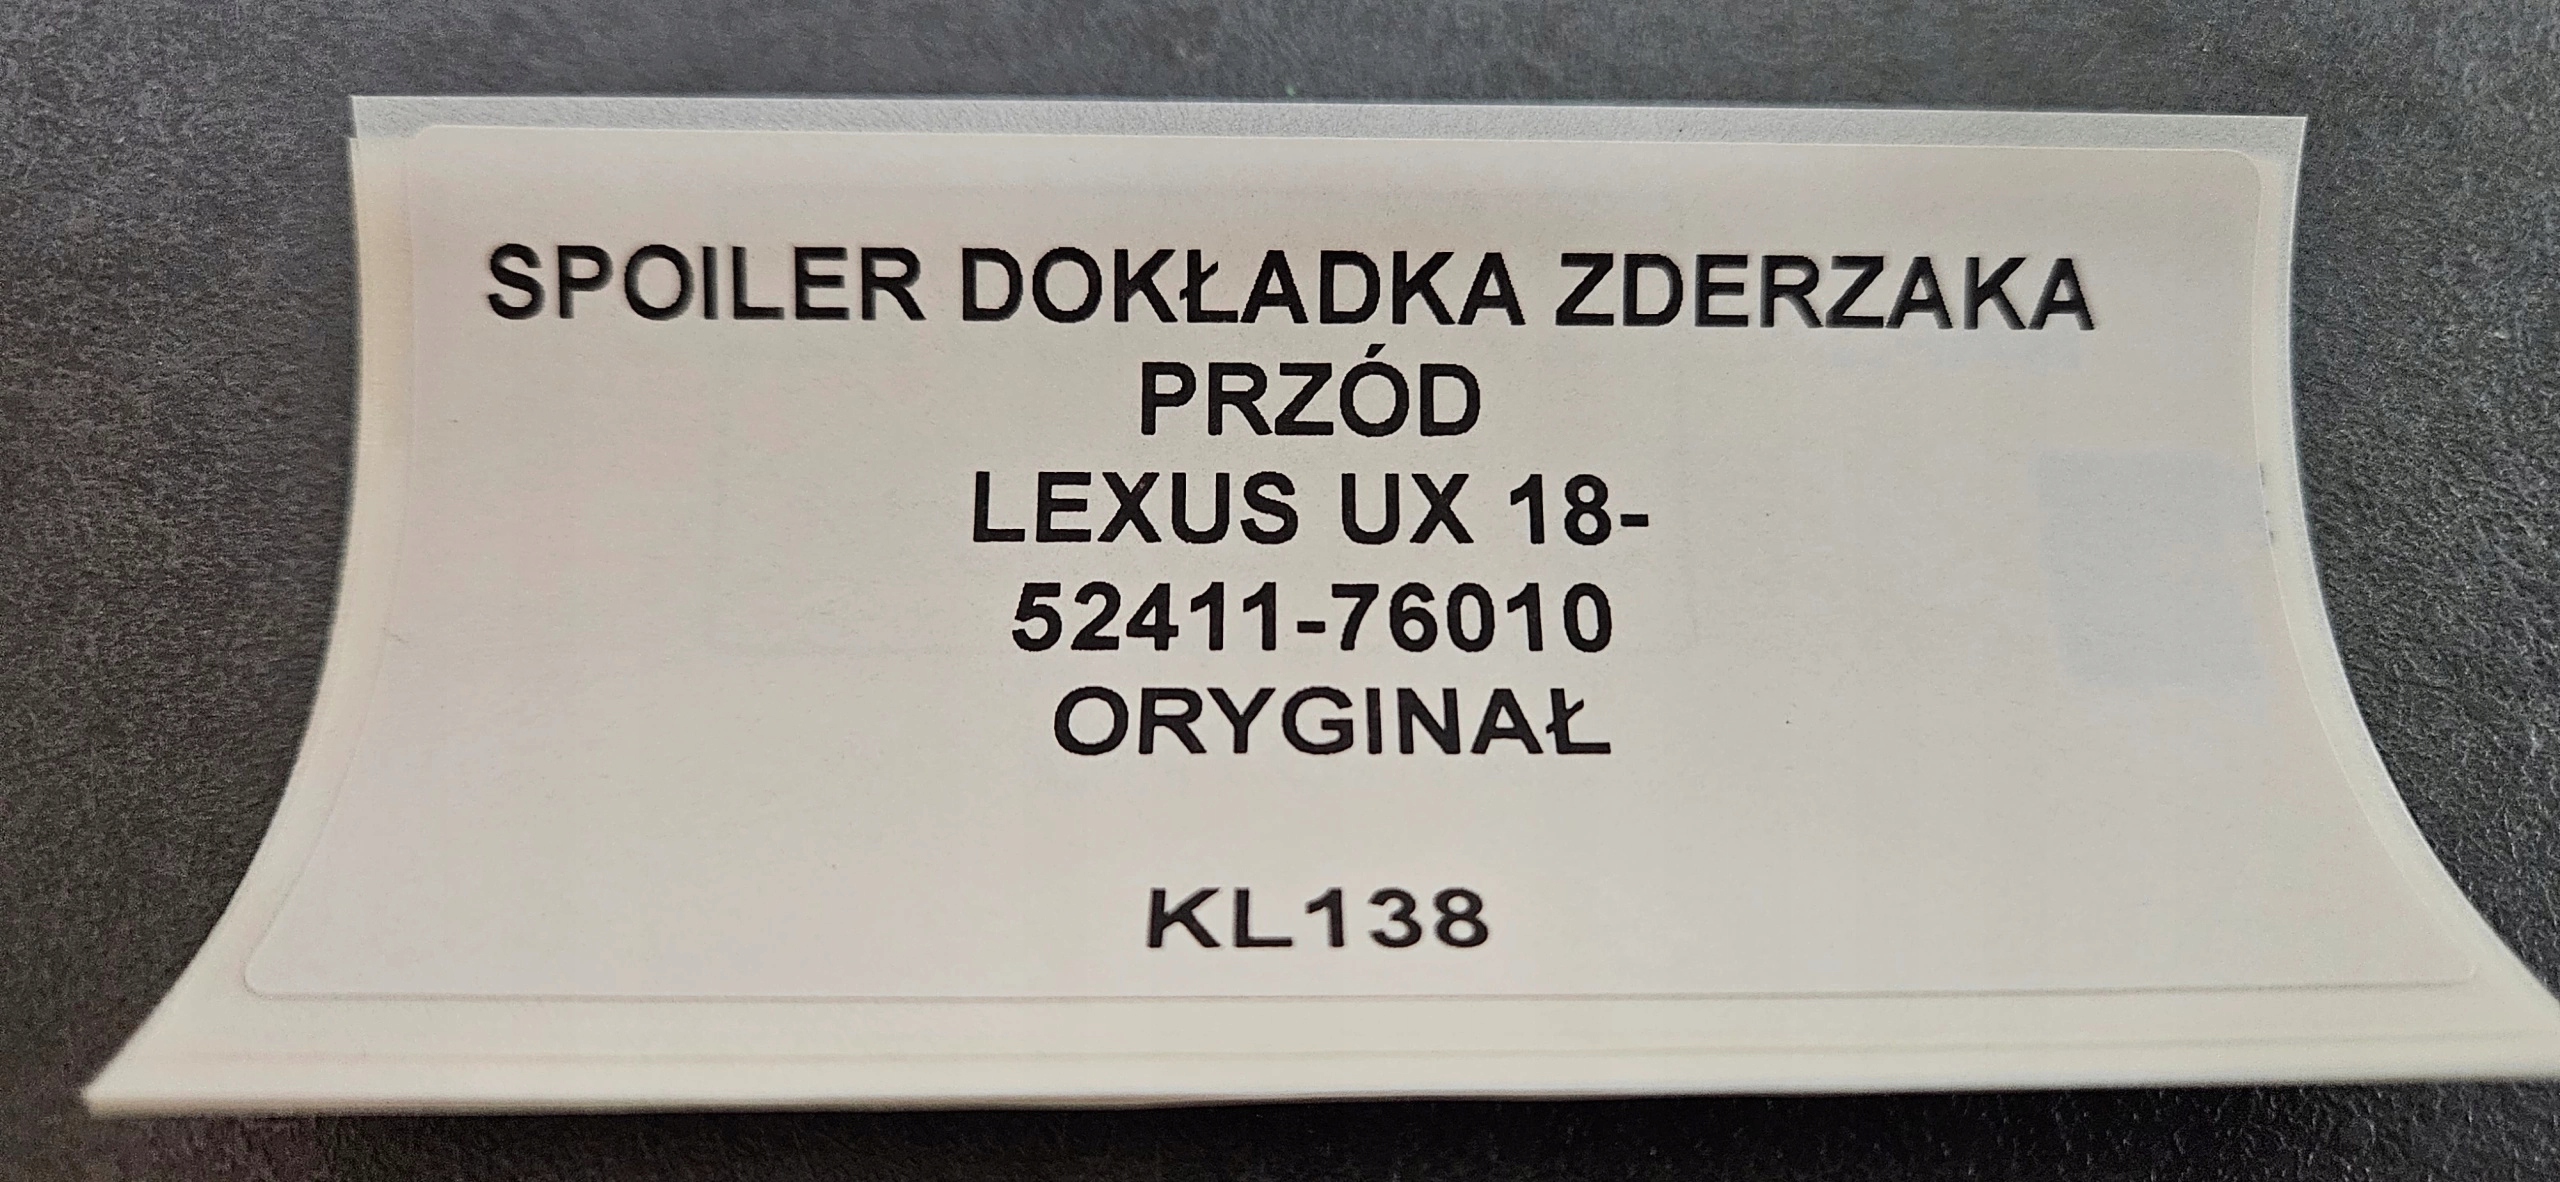 SPOILER DOKŁADKA ZDERZAKA
PRZÓD
LEXUS UX 18-
52411-76010
ORYGINAŁ
KL138